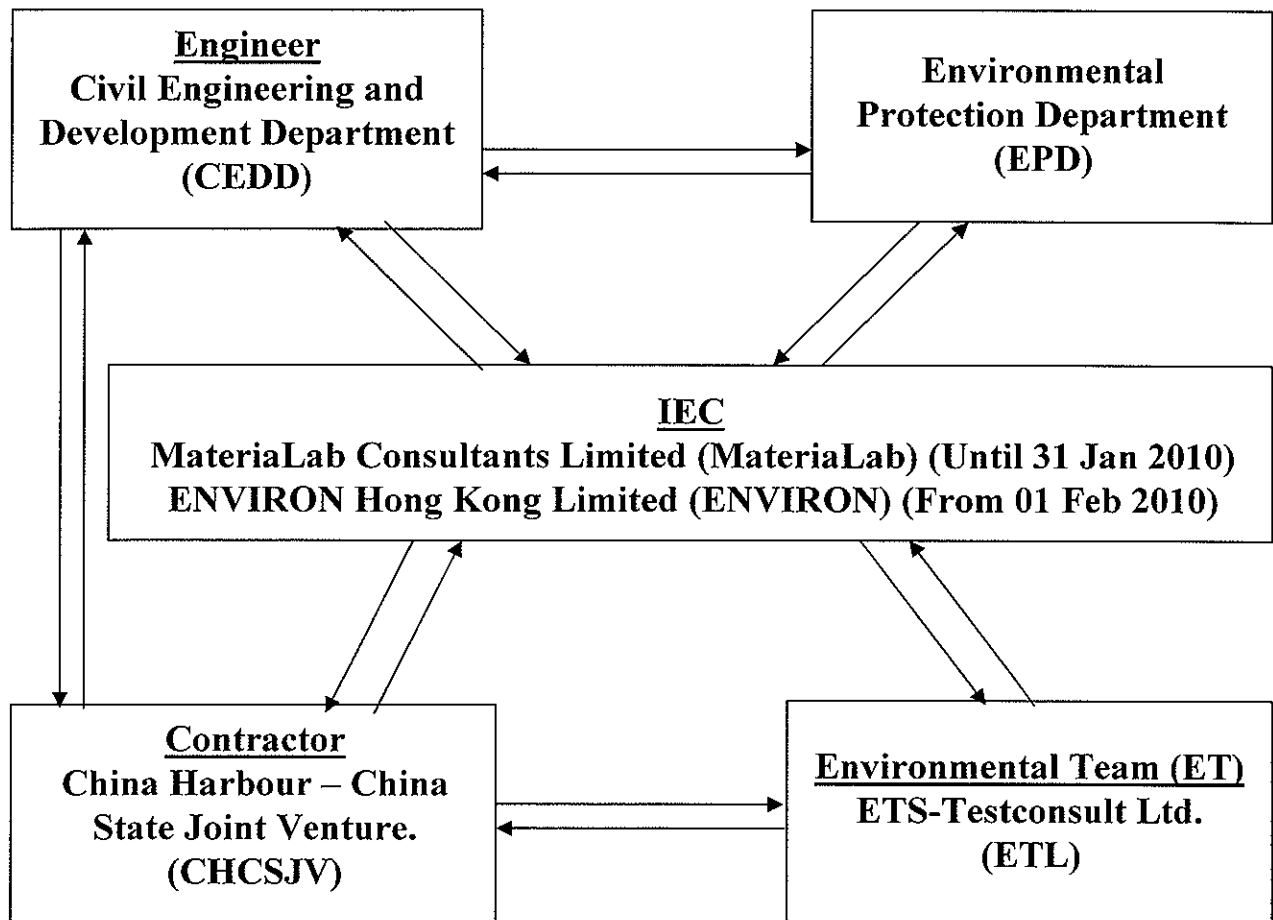 Engineer
Civil Engineering and
Development Department
(CEDD)
Environmental
Protection Department
(EPD)
IEC
MateriaLab Consultants Limited (MateriaLab) (Until 31 Jan 2010)
ENVIRON Hong Kong Limited (ENVIRON) (From 01 Feb 2010)
Contractor
China Harbour – China
State Joint Venture.
(CHCSJV)
Environmental Team (ET)
ETS-Testconsult Ltd.
(ETL)